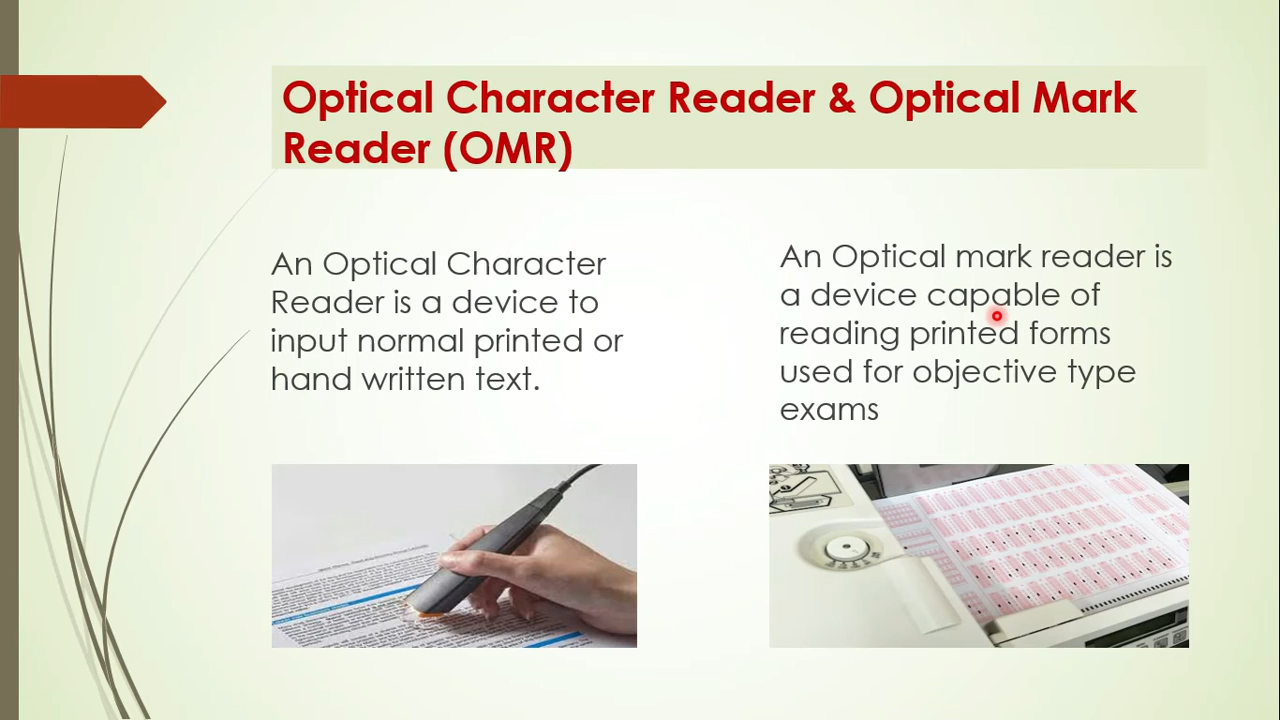 Optical Character Reader & Optical Mark
Reader (OMR)
An Optical Character
Reader is a device to
input normal printed or
hand written text.
An Optical mark reader is
a device capable of
reading printed forms
used for objective type
exams